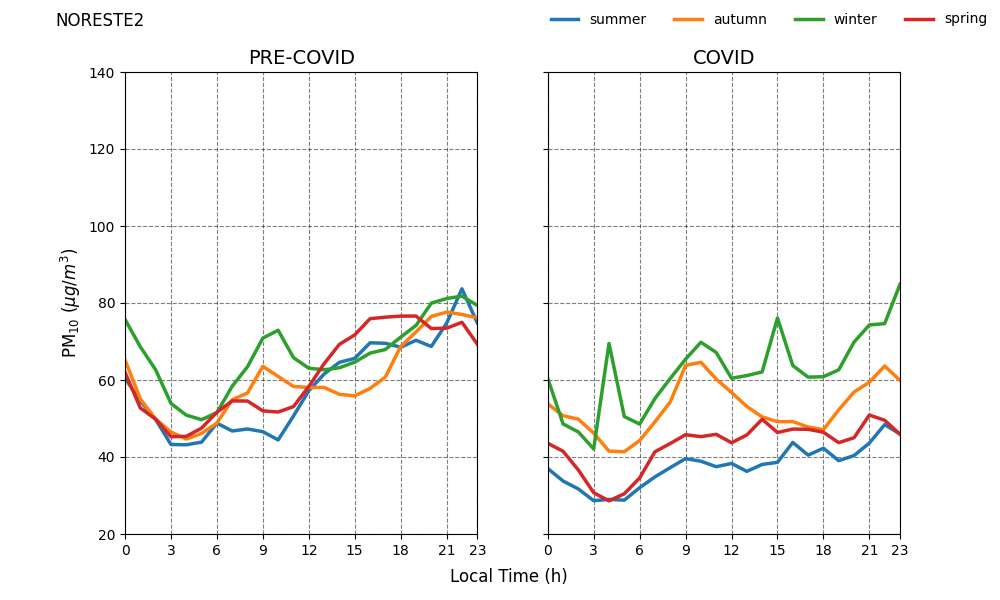 NORESTE2
summer autumn winter spring
PRE-COVID COVID
140
120
100
80
60
40
20
PM₁₀ (μg/m³)
0 3 6 9 12 15 18 21 23 0 3 6 9 12 15 18 21 23
Local Time (h)